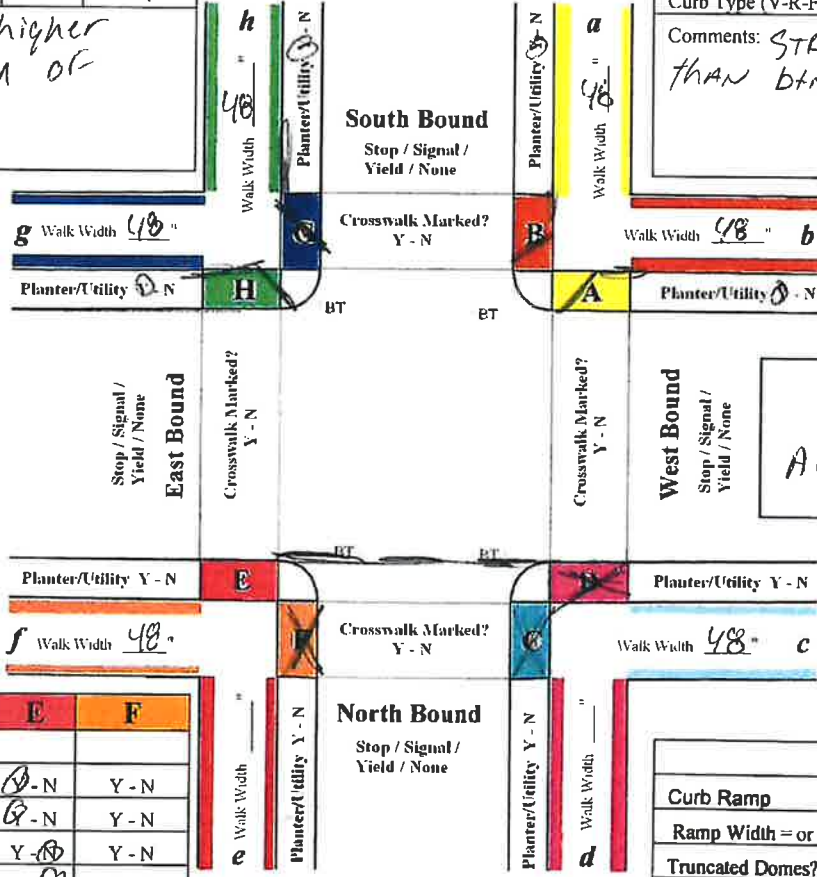 higher
OF
h
"
48
Walk Width
Planter/Utility Y - N
South Bound
Stop / Signal /
Yield / None
Planter/Utility Y - N
a
"
48
Walk Width
Curb Type (V-R-F
Comments:
THAN
g Walk Width 48 "
G
Crosswalk Marked?
Y - N
B
Walk Width 48 " b
Planter/Utility Y - N
H
BT
BT
A
Planter/Utility Y - N
Stop / Signal /
Yield / None
East Bound
Crosswalk Marked?
Y - N
Crosswalk Marked?
Y - N
West Bound
Stop / Signal /
Yield / None
A
BT
BT
Planter/Utility Y - N
E
D
Planter/Utility Y - N
f Walk Width 48 "
F
Crosswalk Marked?
Y - N
C
Walk Width 48 " c
E F
Y - N Y - N
Y - N Y - N
Y - N Y - N
"
Walk Width
e
Planter/Utility Y - N
North Bound
Stop / Signal /
Yield / None
Planter/Utility Y - N
"
Walk Width
d
Curb Ramp
Ramp Width = or
Truncated Domes?